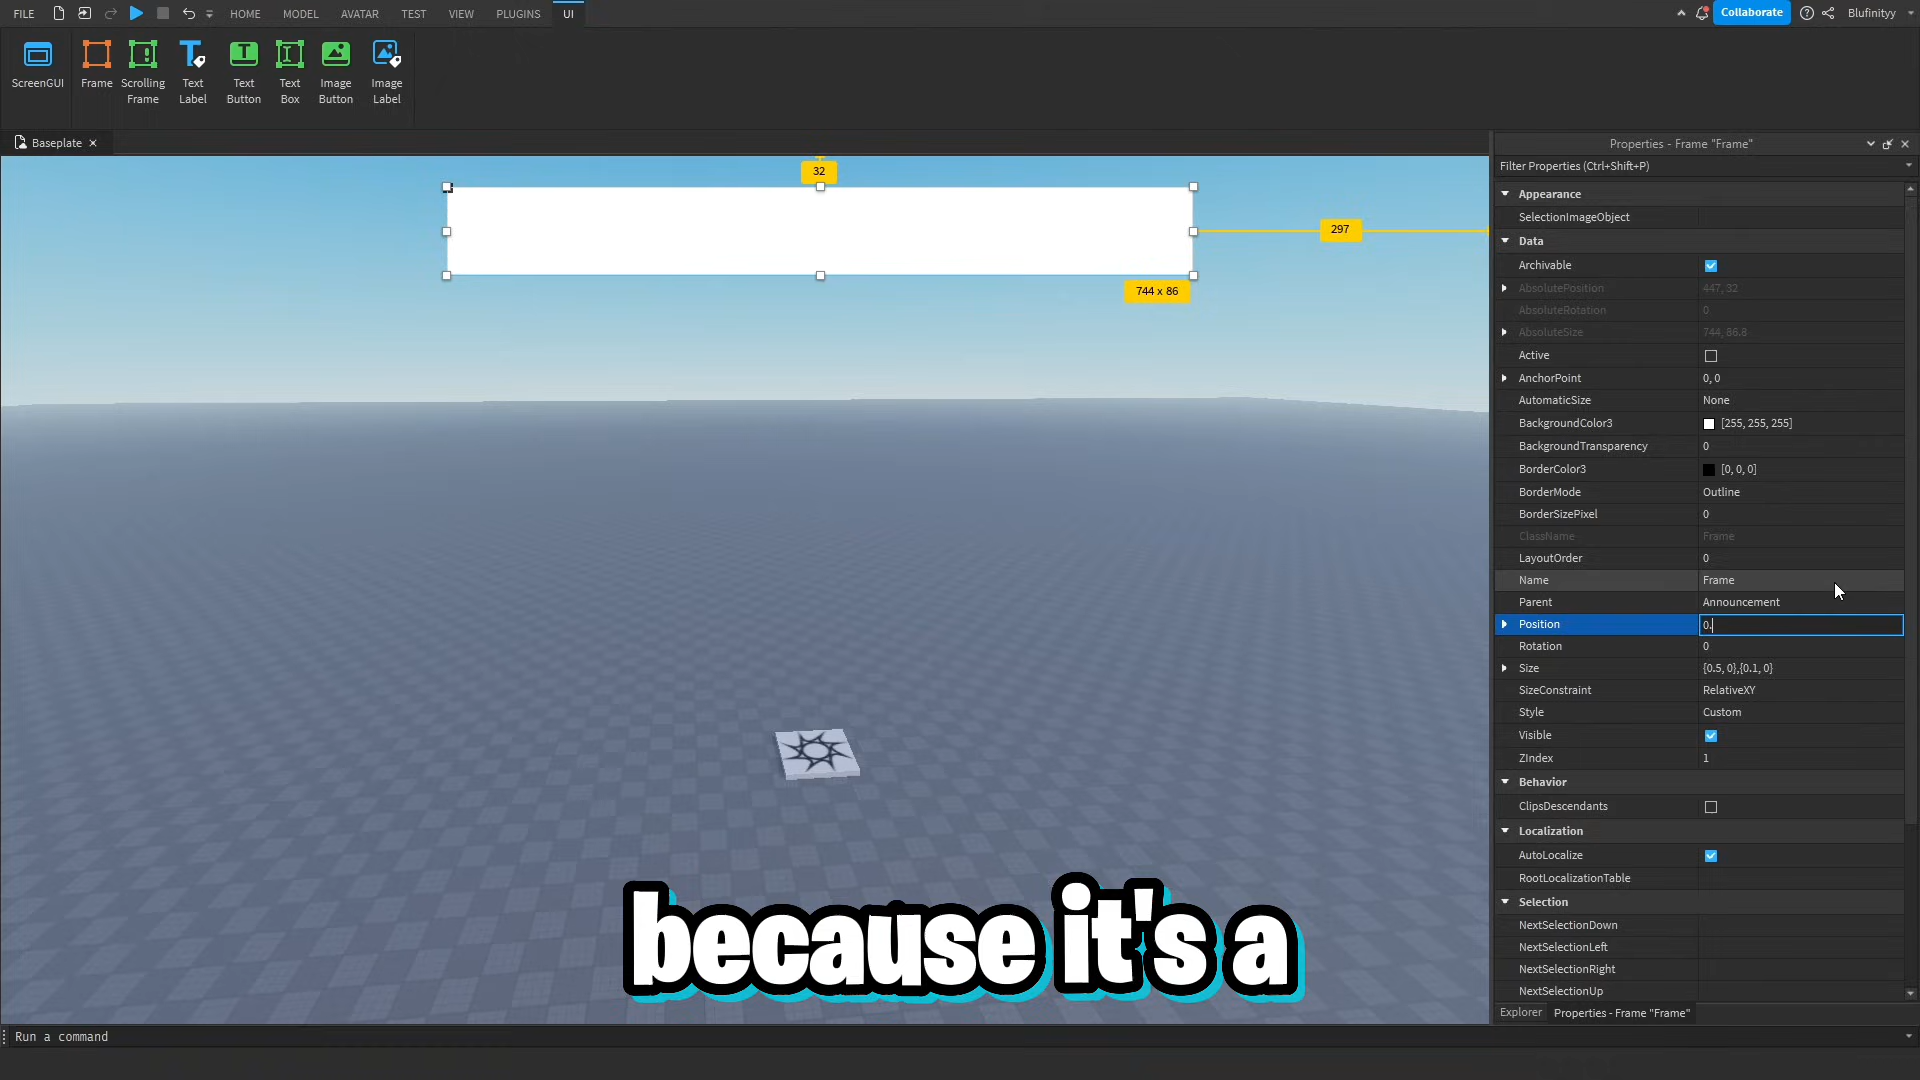 FILE
HOME
MODEL
AVATAR
TEST
VIEW
PLUGINS
UI
Collaborate
Blufinityy
ScreenGUI
Frame
Scrolling
Frame
Text
Label
Text
Button
Text
Box
Image
Button
Image
Label
Baseplate
32
297
744 x 86
because it's a
Properties - Frame "Frame"
Filter Properties (Ctrl+Shift+P)
Appearance
SelectionImageObject
Data
Archivable
AbsolutePosition 447, 32
AbsoluteRotation 0
AbsoluteSize 744, 86.8
Active
AnchorPoint 0, 0
AutomaticSize None
BackgroundColor3 [255, 255, 255]
BackgroundTransparency 0
BorderColor3 [0, 0, 0]
BorderMode Outline
BorderSizePixel 0
ClassName Frame
LayoutOrder 0
Name Frame
Parent Announcement
Position 0.
Rotation 0
Size {0.5, 0},{0.1, 0}
SizeConstraint RelativeXY
Style Custom
Visible
ZIndex 1
Behavior
ClipsDescendants
Localization
AutoLocalize
RootLocalizationTable
Selection
NextSelectionDown
NextSelectionLeft
NextSelectionRight
NextSelectionUp
Explorer
Properties - Frame "Frame"
Run a command